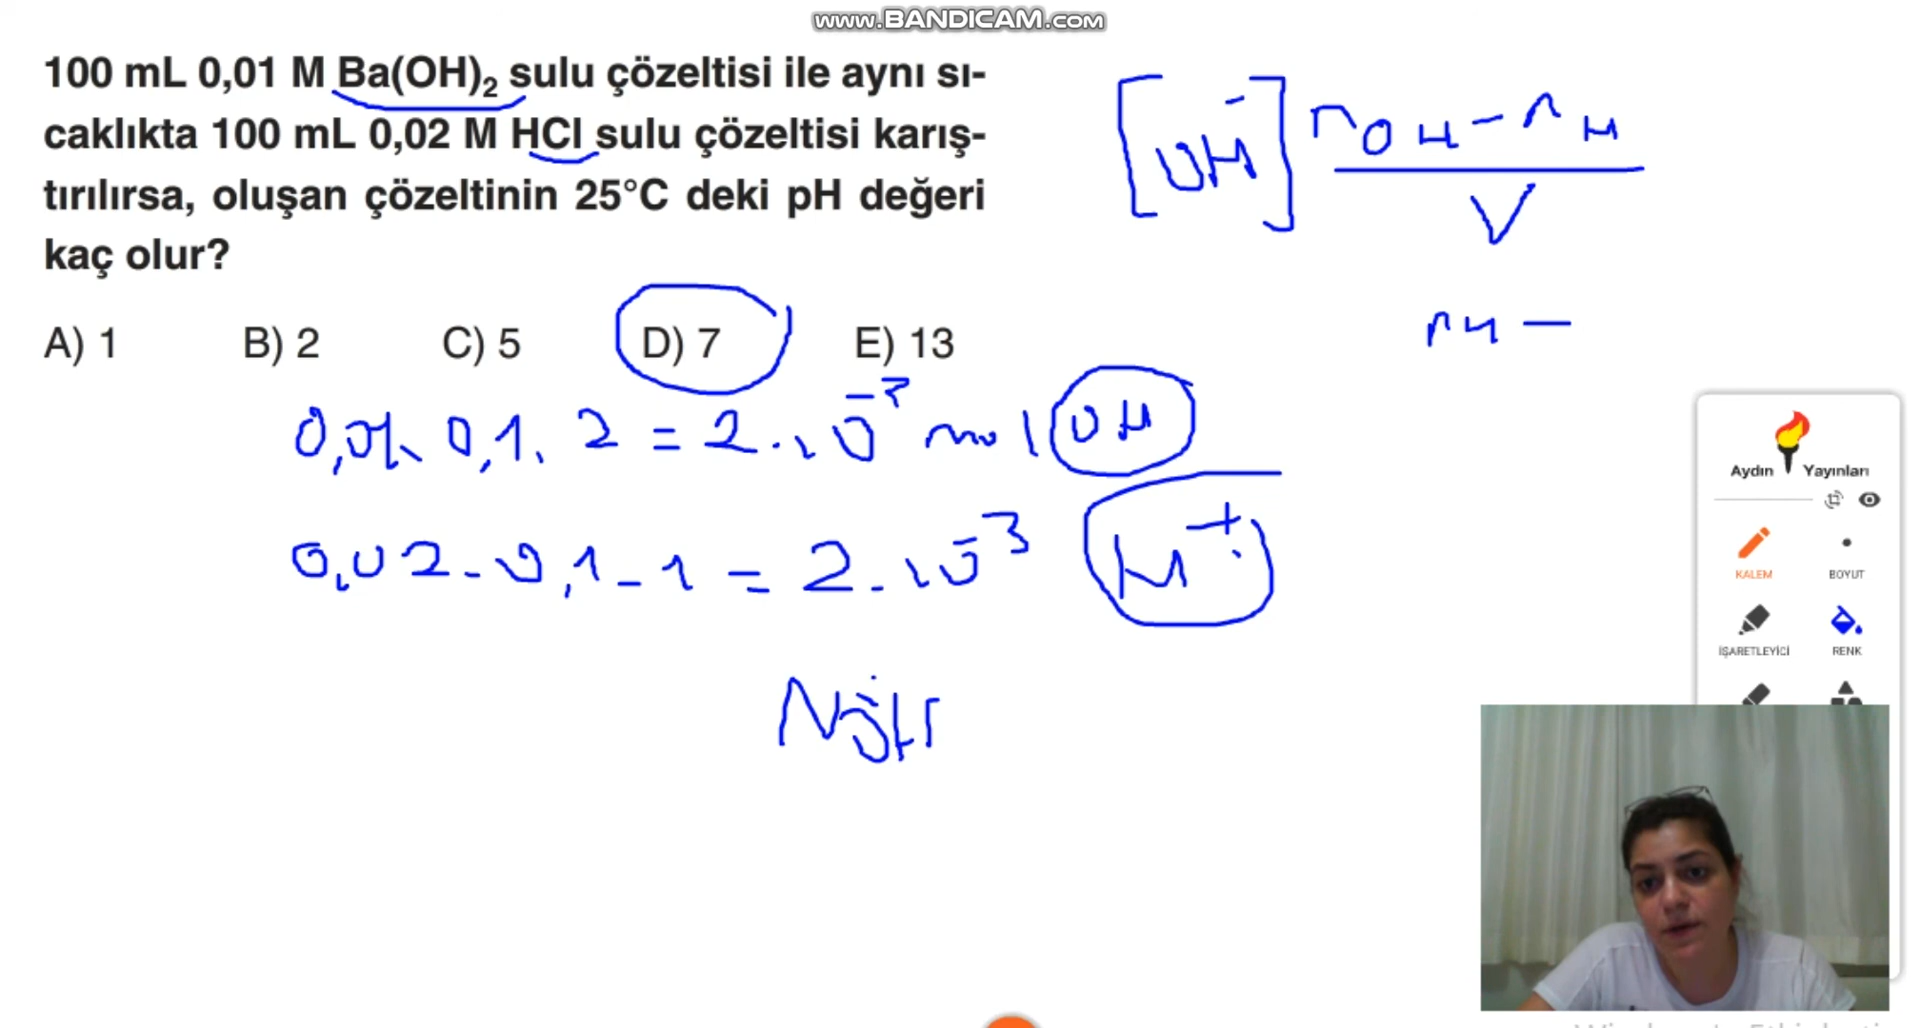 www.BANDICAM.com
100 mL 0,01 M Ba(OH)₂ sulu çözeltisi ile aynı sı-
caklıkta 100 mL 0,02 M HCl sulu çözeltisi karış-
tırılırsa, oluşan çözeltinin 25°C deki pH değeri
kaç olur?
A) 1 B) 2 C) 5 D) 7 E) 13
[OH⁻] nOH - nH
V
nH -
0,01. 0,1. 2 = 2.10⁻³ mol OH
0,02. 0,1. 1 = 2.10⁻³ H⁺
Nötr
Aydın Yayınları
KALEM BOYUT
İŞARETLEYİCİ RENK